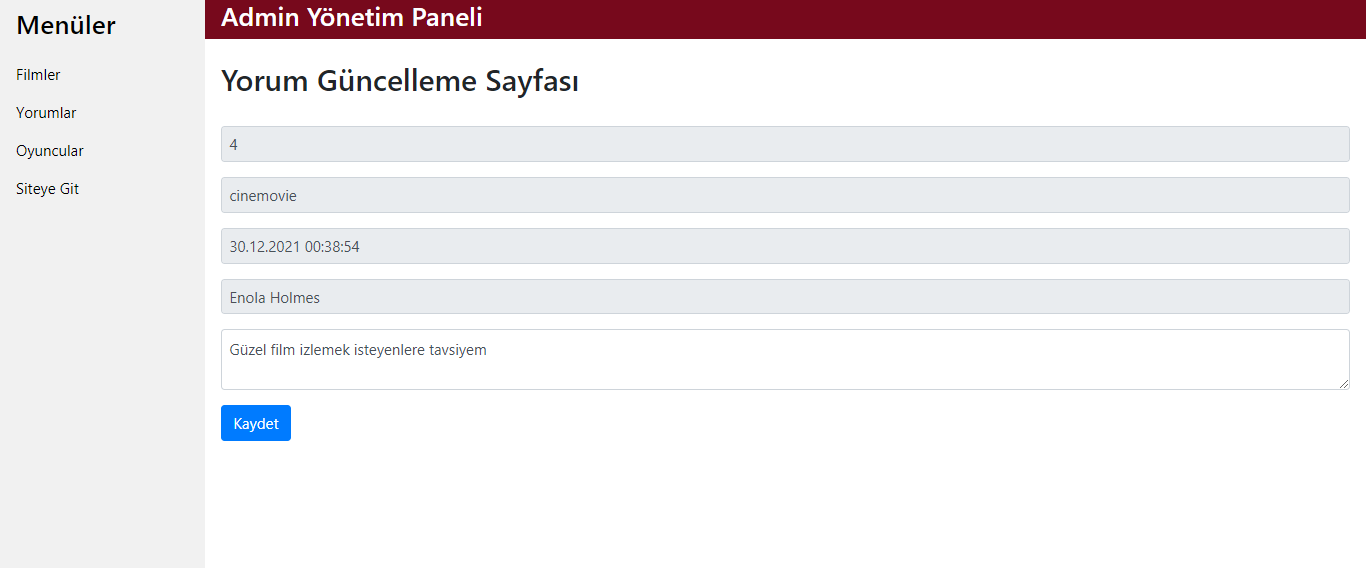 Menüler
Filmler
Yorumlar
Oyuncular
Siteye Git
Admin Yönetim Paneli
Yorum Güncelleme Sayfası
4
cinemovie
30.12.2021 00:38:54
Enola Holmes
Güzel film izlemek isteyenlere tavsiyem
Kaydet